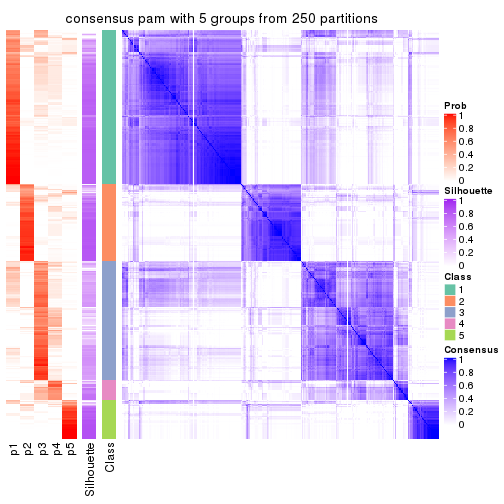 consensus pam with 5 groups from 250 partitions
Prob
1
0.8
0.6
0.4
0.2
0
Silhouette
1
0.8
0.6
0.4
0.2
0
Class
1
2
3
4
5
Consensus
1
0.8
0.6
0.4
0.2
0
p1
p2
p3
p4
p5
Silhouette
Class